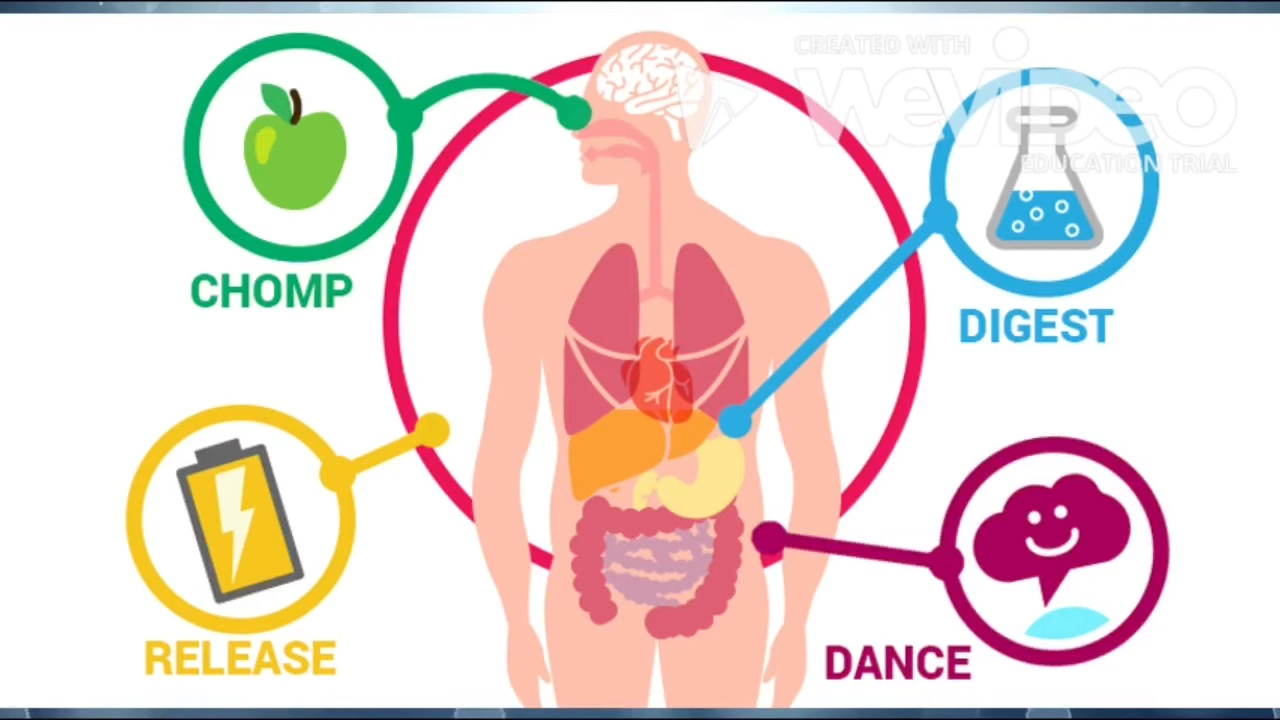 CREATED WITH
WEVIDEO
EDUCATION TRIAL
CHOMP
DIGEST
RELEASE
DANCE